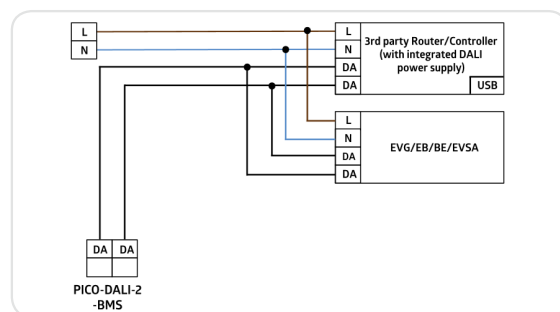 L
N
L
N
DA
DA
3rd party Router/Controller
(with integrated DALI
power supply)
USB
L
N
DA
DA
EVG/EB/BE/EVSA
DA DA
PICO-DALI-2
-BMS